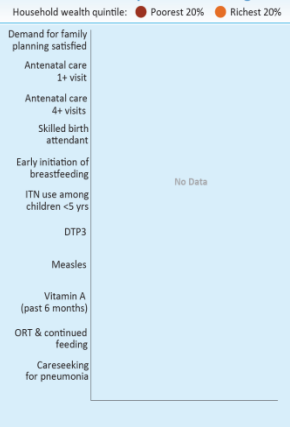 Household wealth quintile: Poorest 20% Richest 20%
Demand for family
planning satisfied
Antenatal care
1+ visit
Antenatal care
4+ visits
Skilled birth
attendant
Early initiation of
breastfeeding
No Data
ITN use among
children <5 yrs
DTP3
Measles
Vitamin A
(past 6 months)
ORT & continued
feeding
Careseeking
for pneumonia